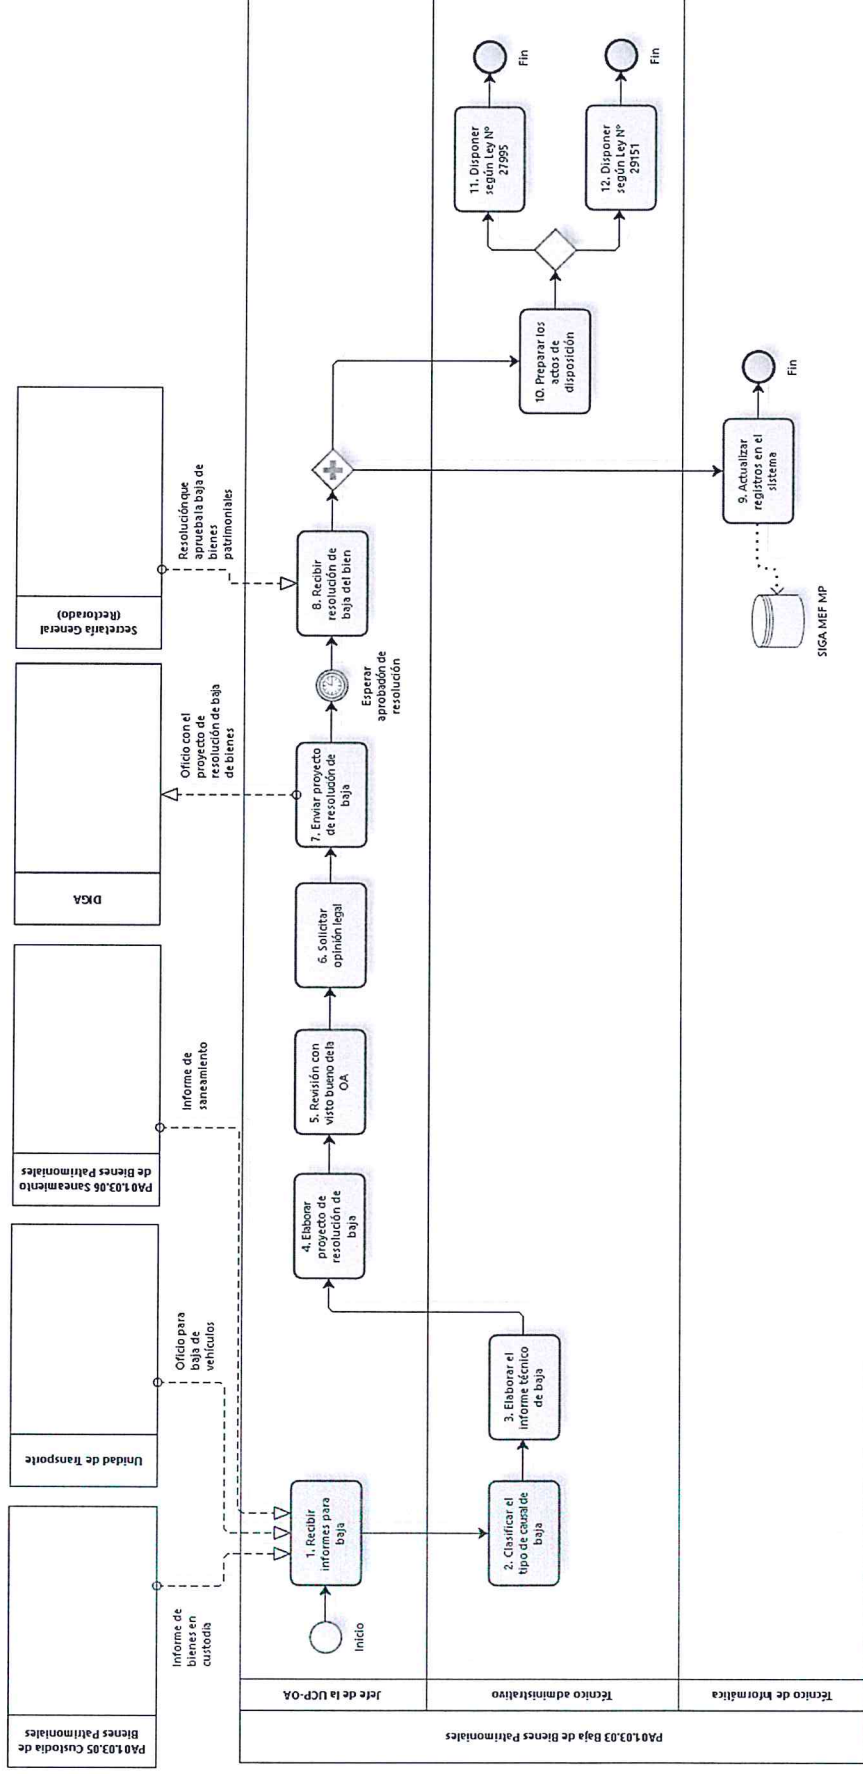 PA01.03.05 Custodia de
Bienes Patrimoniales
Unidad de Transporte
PA01.03.06 Saneamiento
de Bienes Patrimoniales
DIGA
Secretaría General
(Rectorado)
Informe de
bienes en
custodia
Oficio para
baja de
vehículos
Informe de
saneamiento
Oficio con el
proyecto de
resolución de baja
de bienes
Resolución que
aprueba la baja de
bienes
patrimoniales
PA01.03.03 Baja de Bienes Patrimoniales
Jefe de la UCP-OA
Inicio
1. Recibir
informes para
baja
4. Elaborar
proyecto de
resolución de
baja
5. Revisión con
visto bueno de la
OA
6. Solicitar
opinión legal
7. Enviar proyecto
de resolución de
baja
Esperar
aprobación de
resolución
8. Recibir
resolución de
baja del bien
Técnico administrativo
2. Clasificar el
tipo de causal de
baja
3. Elaborar el
informe técnico
de baja
10. Preparar los
actos de
disposición
11. Disponer
según Ley Nº
27995
Fin
12. Disponer
según Ley Nº
29151
Fin
Técnico de Informática
9. Actualizar
registros en el
sistema
Fin
SIGA MEF MP